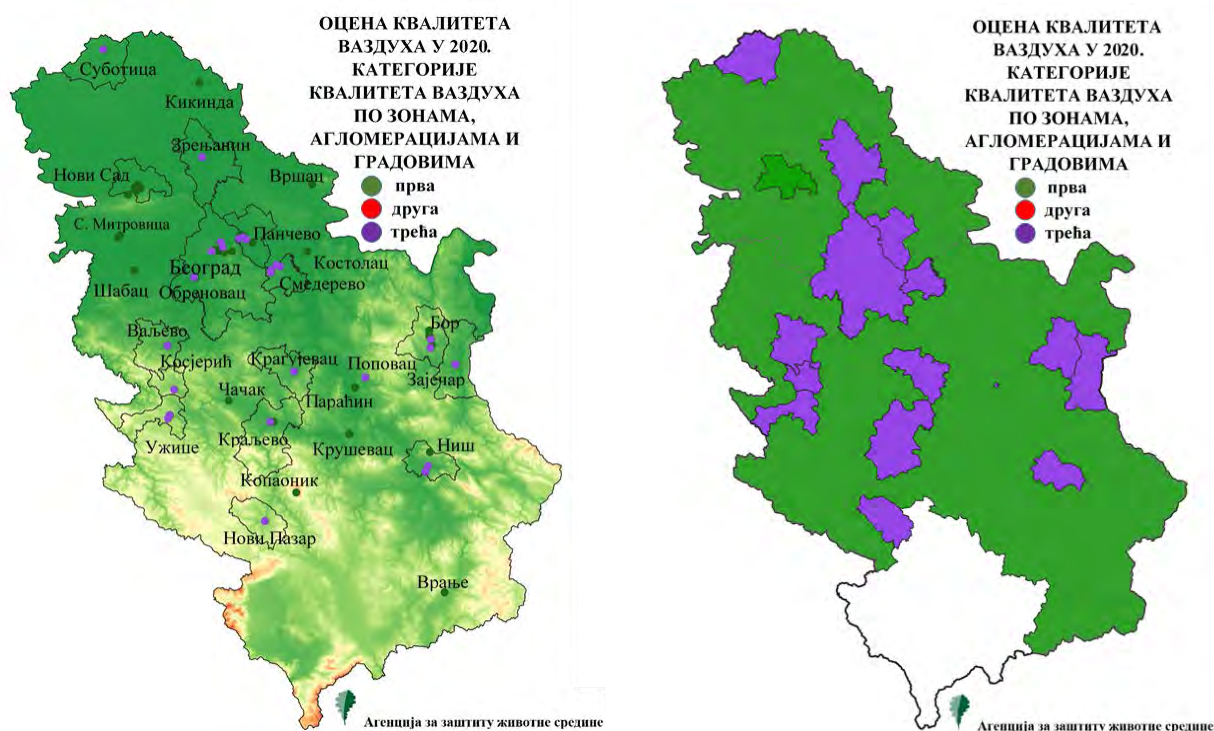 ОЦЕНА КВАЛИТЕТА
ВАЗДУХА У 2020.
КАТЕГОРИЈЕ
КВАЛИТЕТА ВАЗДУХА
ПО ЗОНАМА,
АГЛОМЕРАЦИЈАМА И
ГРАДОВИМА
прва
друга
трећа
Суботица
Кикинда
Зрењанин
Нови Сад
Вршац
С. Митровица
Панчево
Београд
Костолац
Шабац
Обреновац
Смедерево
Ваљево
Бор
Косјерић
Крагујевац
Поповац
Зајечар
Чачак
Параћин
Ужице
Краљево
Крушевац
Ниш
Копаоник
Нови Пазар
Врање
Агенција за заштиту животне средине
ОЦЕНА КВАЛИТЕТА
ВАЗДУХА У 2020.
КАТЕГОРИЈЕ
КВАЛИТЕТА ВАЗДУХА
ПО ЗОНАМА,
АГЛОМЕРАЦИЈАМА И
ГРАДОВИМА
прва
друга
трећа
Агенција за заштиту животне средине